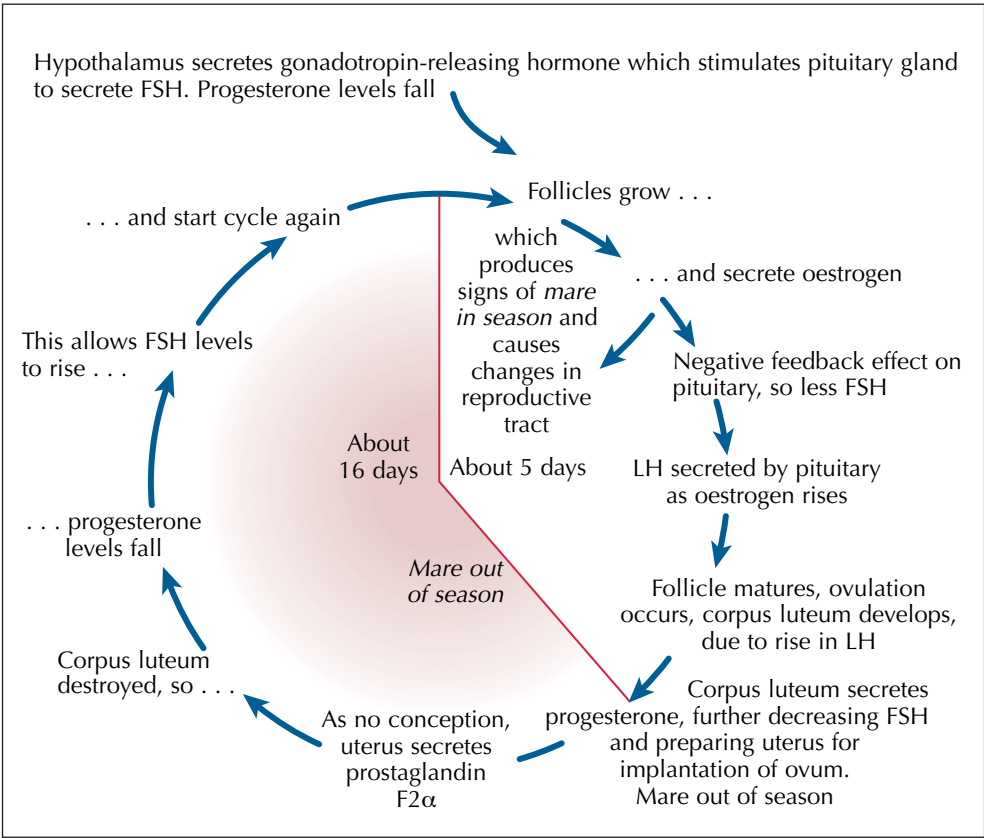 Hypothalamus secretes gonadotropin-releasing hormone which stimulates pituitary gland
to secrete FSH. Progesterone levels fall
Follicles grow . . .
which
produces
signs of mare
in season and
causes
changes in
reproductive
tract
. . . and secrete oestrogen
Negative feedback effect on
pituitary, so less FSH
LH secreted by pituitary
as oestrogen rises
Follicle matures, ovulation
occurs, corpus luteum develops,
due to rise in LH
Corpus luteum secretes
progesterone, further decreasing FSH
and preparing uterus for
implantation of ovum.
Mare out of season
As no conception,
uterus secretes
prostaglandin
F2α
Corpus luteum
destroyed, so . . .
. . . progesterone
levels fall
This allows FSH levels
to rise . . .
. . . and start cycle again
About
16 days
About 5 days
Mare out
of season